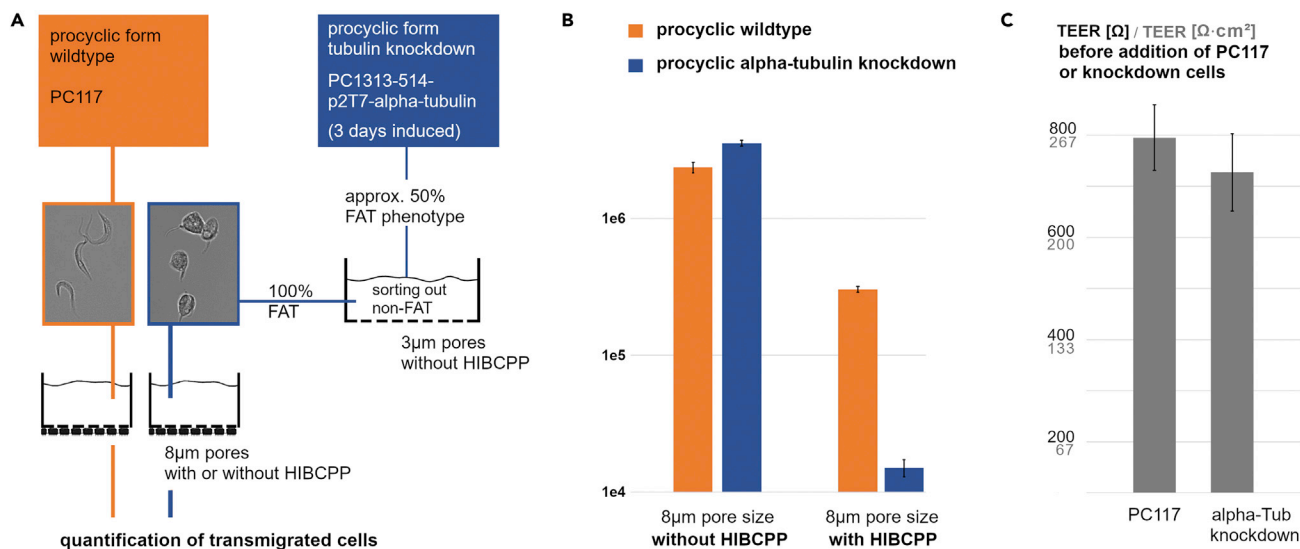 A
procyclic form
wildtype
PC117
procyclic form
tubulin knockdown
PC1313-514-
p2T7-alpha-tubulin
(3 days induced)
approx. 50%
FAT phenotype
100%
FAT
sorting out
non-FAT
3µm pores
without HIBCPP
8µm pores
with or without HIBCPP
quantification of transmigrated cells
B
procyclic wildtype
procyclic alpha-tubulin knockdown
1e6
1e5
1e4
8µm pore size
without HIBCPP
8µm pore size
with HIBCPP
C
TEER [Ω] / TEER [Ω·cm²]
before addition of PC117
or knockdown cells
800
267
600
200
400
133
200
67
PC117
alpha-Tub
knockdown